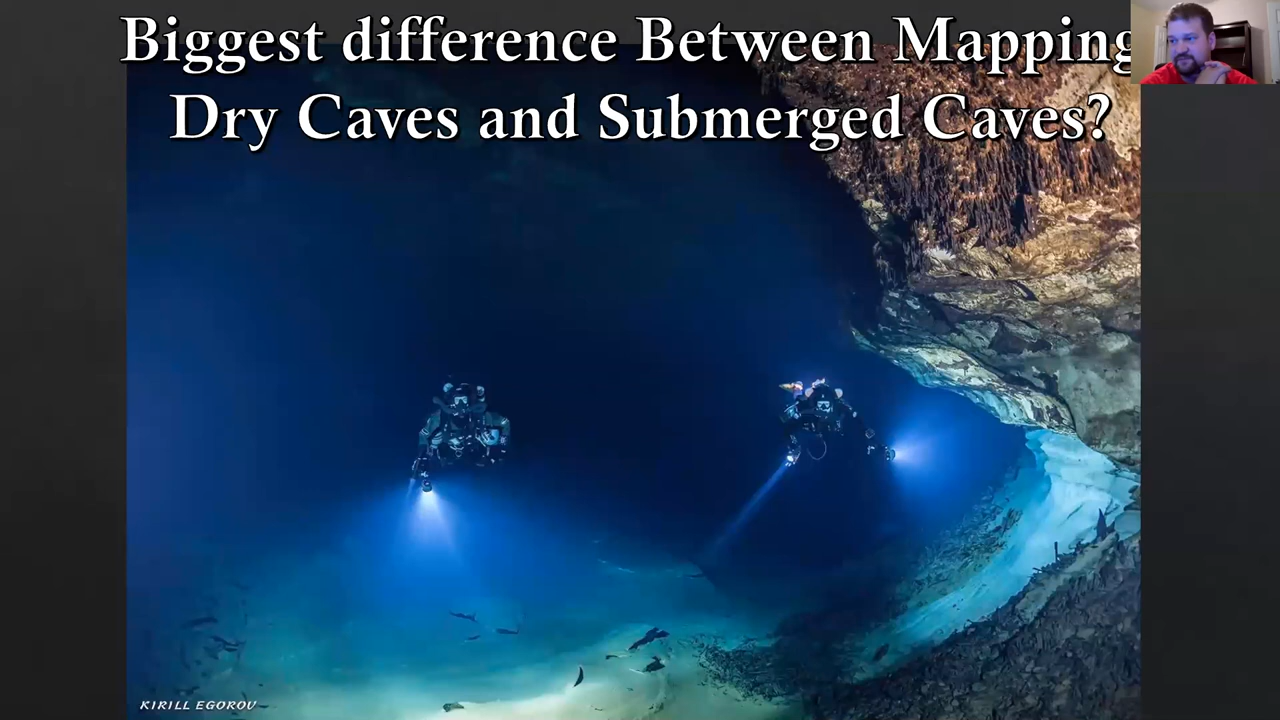 Biggest difference Between Mapping
Dry Caves and Submerged Caves?
KIRILL EGOROV